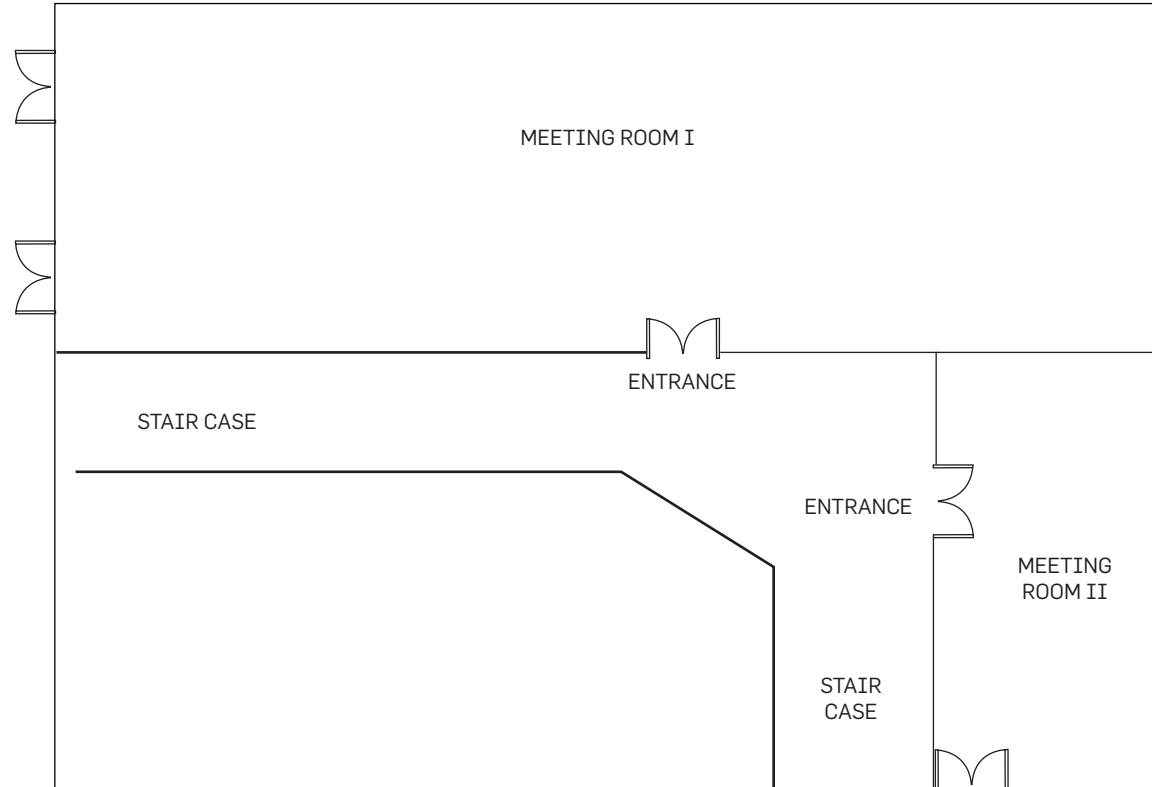 MEETING ROOM I
ENTRANCE
STAIR CASE
ENTRANCE
MEETING
ROOM II
STAIR
CASE